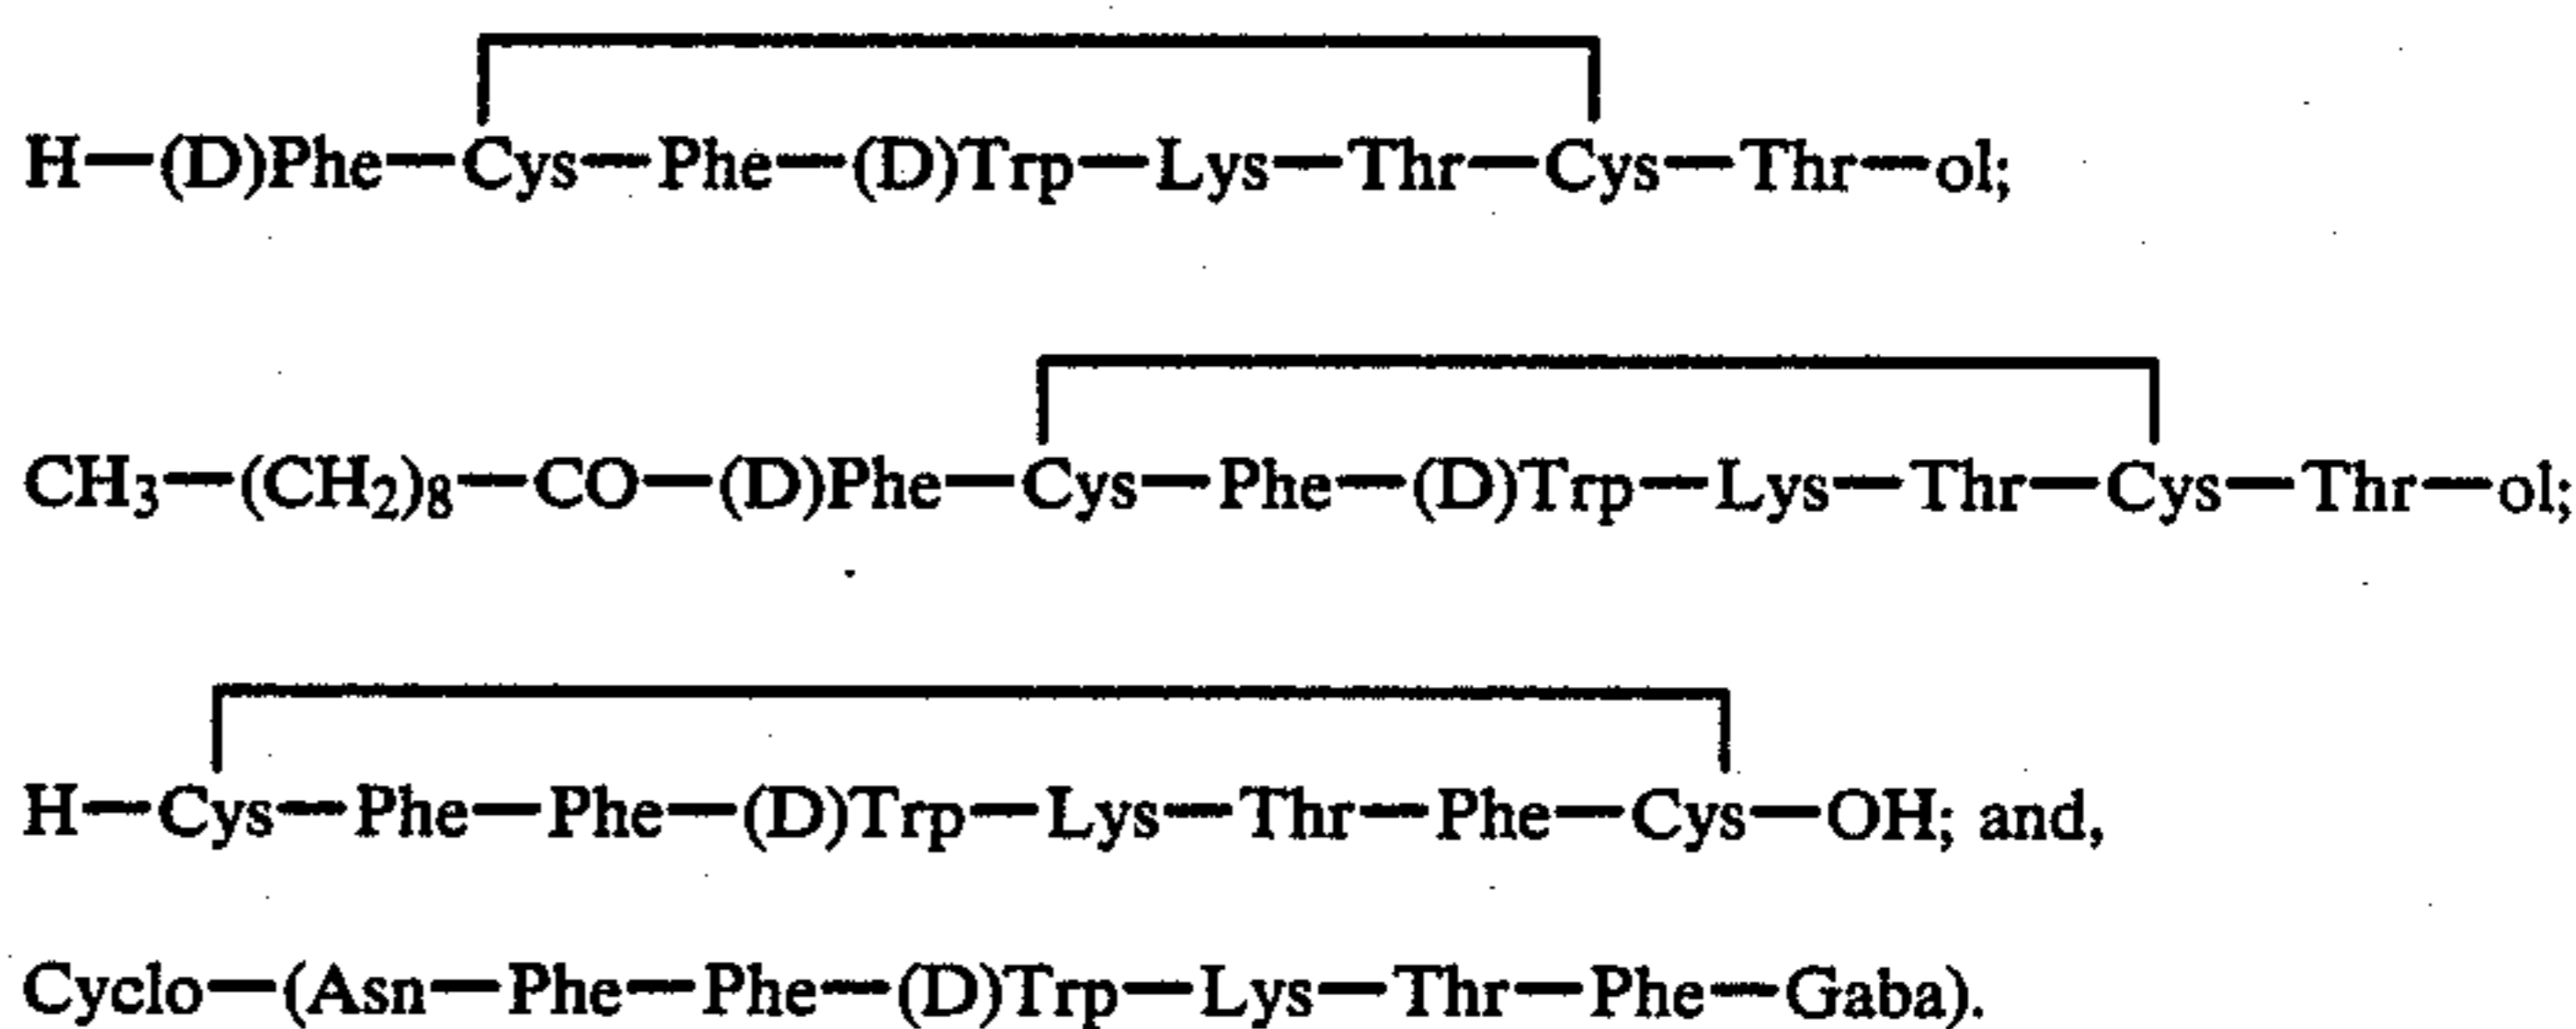 H—(D)Phe—Cys—Phe—(D)Trp—Lys—Thr—Cys—Thr—ol;
CH₃—(CH₂)₈—CO—(D)Phe—Cys—Phe—(D)Trp—Lys—Thr—Cys—Thr—ol;
H—Cys—Phe—Phe—(D)Trp—Lys—Thr—Phe—Cys—OH; and,
Cyclo—(Asn—Phe—Phe—(D)Trp—Lys—Thr—Phe—Gaba).